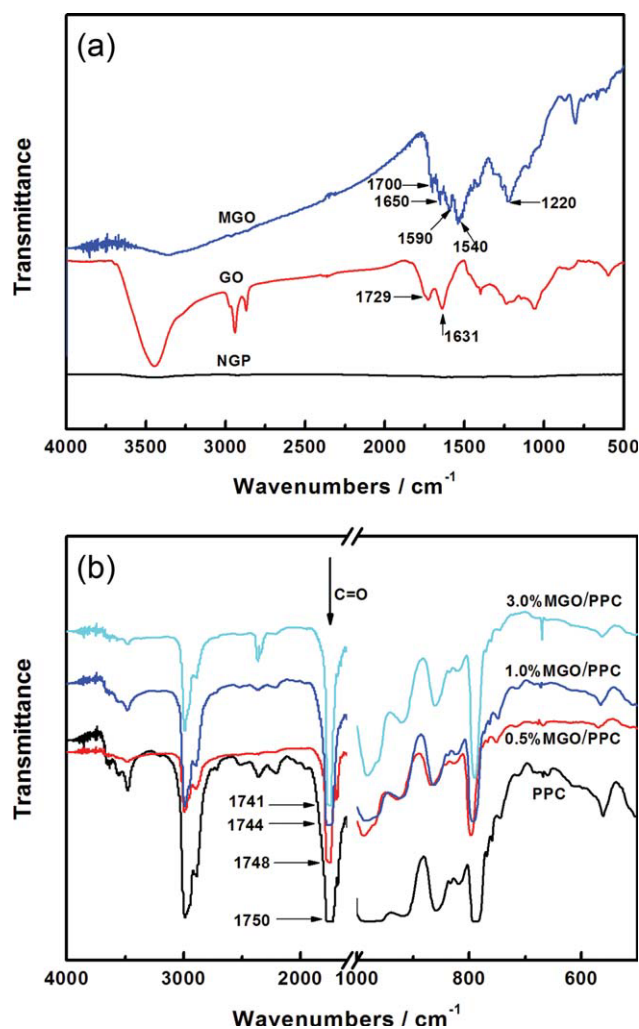 (a)
Transmittance
MGO
1700
1650
1590
1540
1220
GO
1729
1631
NGP
4000 3500 3000 2500 2000 1500 1000 500
Wavenumbers / cm⁻¹
(b)
Transmittance
C=O
3.0%MGO/PPC
1.0%MGO/PPC
0.5%MGO/PPC
PPC
1741
1744
1748
1750
4000 3000 2000 1000 800 600
Wavenumbers / cm⁻¹